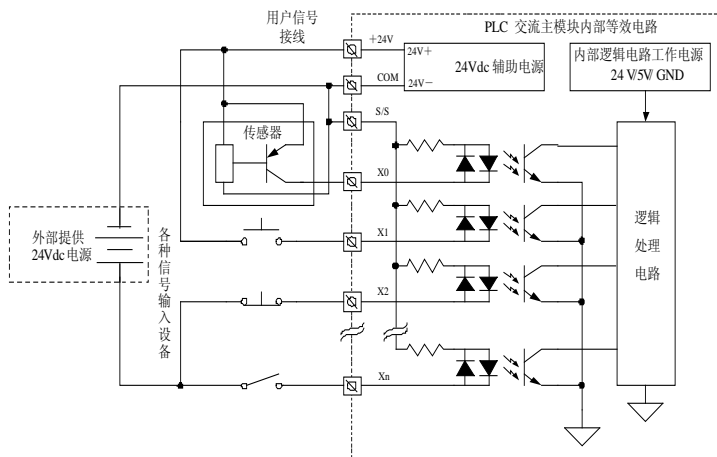 用户信号
接线
PLC 交流主模块内部等效电路
+24V
24V+
24Vdc 辅助电源
内部逻辑电路工作电源
24 V/5V/ GND
COM
24V−
S/S
传感器
X0
外部提供
24Vdc 电源
各种信号输入设备
X1
逻辑
处理
电路
X2
Xn